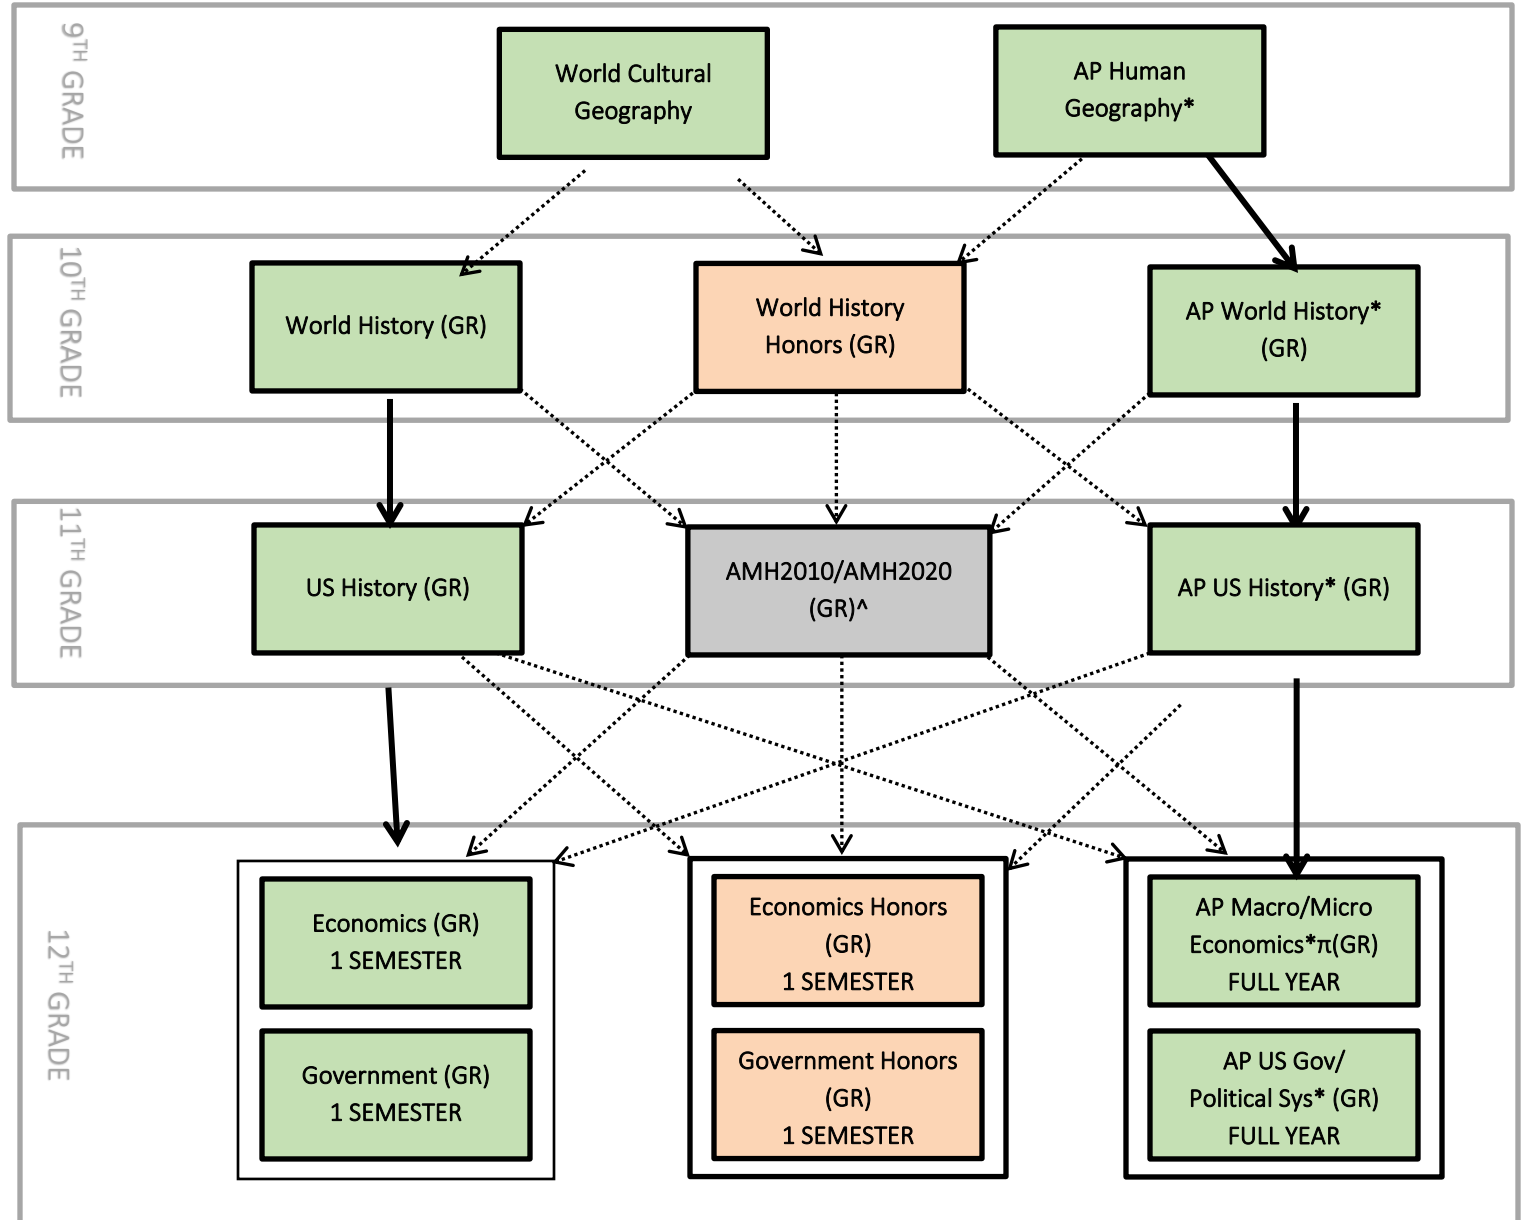 9TH GRADE
World Cultural
Geography
AP Human
Geography*
10TH GRADE
World History (GR)
World History
Honors (GR)
AP World History*
(GR)
11TH GRADE
US History (GR)
AMH2010/AMH2020
(GR)^
AP US History* (GR)
12TH GRADE
Economics (GR)
1 SEMESTER
Government (GR)
1 SEMESTER
Economics Honors
(GR)
1 SEMESTER
Government Honors
(GR)
1 SEMESTER
AP Macro/Micro
Economics*π(GR)
FULL YEAR
AP US Gov/
Political Sys* (GR)
FULL YEAR